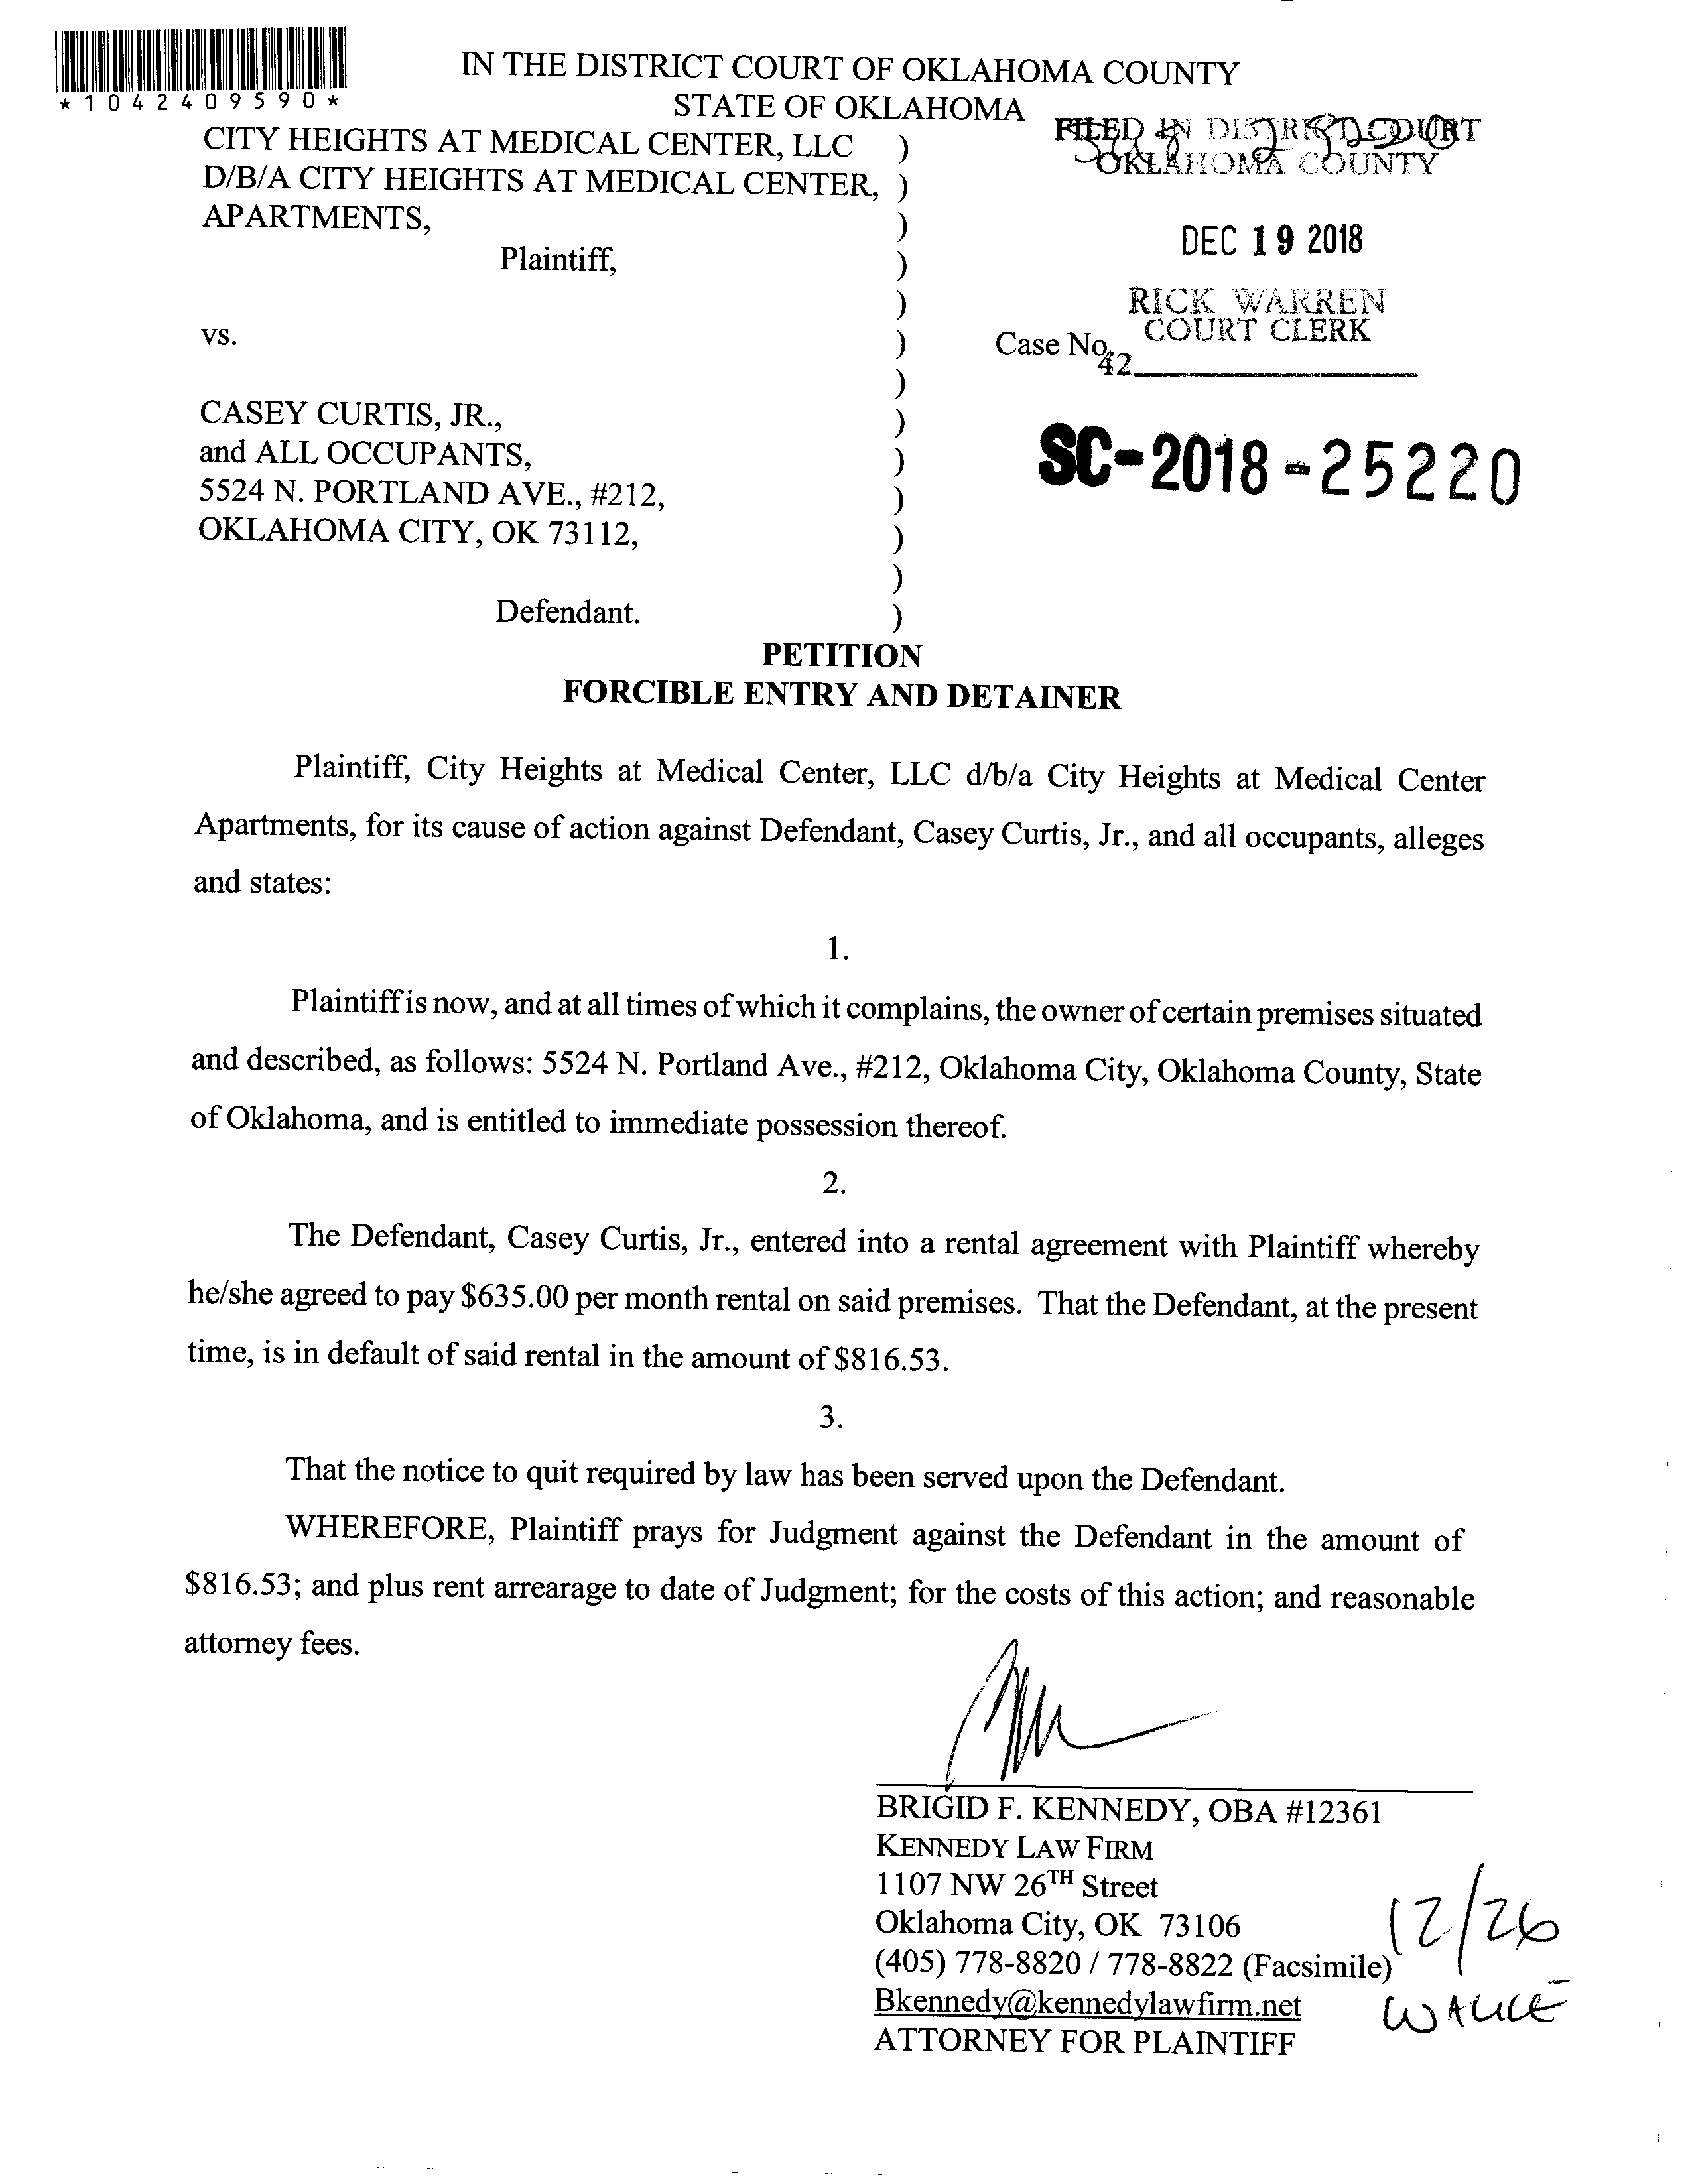 *1042409590*
IN THE DISTRICT COURT OF OKLAHOMA COUNTY
STATE OF OKLAHOMA
CITY HEIGHTS AT MEDICAL CENTER, LLC )
D/B/A CITY HEIGHTS AT MEDICAL CENTER, )
APARTMENTS, )
Plaintiff, )
)
vs. )
)
CASEY CURTIS, JR., )
and ALL OCCUPANTS, )
5524 N. PORTLAND AVE., #212, )
OKLAHOMA CITY, OK 73112, )
)
Defendant. )
FILED IN DISTRICT COURT
OKLAHOMA COUNTY
DEC 19 2018
RICK WARREN
COURT CLERK
Case No.
42
SC-2018-25220
PETITION
FORCIBLE ENTRY AND DETAINER
Plaintiff, City Heights at Medical Center, LLC d/b/a City Heights at Medical Center
Apartments, for its cause of action against Defendant, Casey Curtis, Jr., and all occupants, alleges
and states:
1.
Plaintiff is now, and at all times of which it complains, the owner of certain premises situated
and described, as follows: 5524 N. Portland Ave., #212, Oklahoma City, Oklahoma County, State
of Oklahoma, and is entitled to immediate possession thereof.
2.
The Defendant, Casey Curtis, Jr., entered into a rental agreement with Plaintiff whereby
he/she agreed to pay $635.00 per month rental on said premises. That the Defendant, at the present
time, is in default of said rental in the amount of $816.53.
3.
That the notice to quit required by law has been served upon the Defendant.
WHEREFORE, Plaintiff prays for Judgment against the Defendant in the amount of
$816.53; and plus rent arrearage to date of Judgment; for the costs of this action; and reasonable
attorney fees.
BRIGID F. KENNEDY, OBA #12361
KENNEDY LAW FIRM
1107 NW 26TH Street
Oklahoma City, OK 73106
(405) 778-8820 / 778-8822 (Facsimile)
Bkennedy@kennedylawfirm.net
ATTORNEY FOR PLAINTIFF
12/26